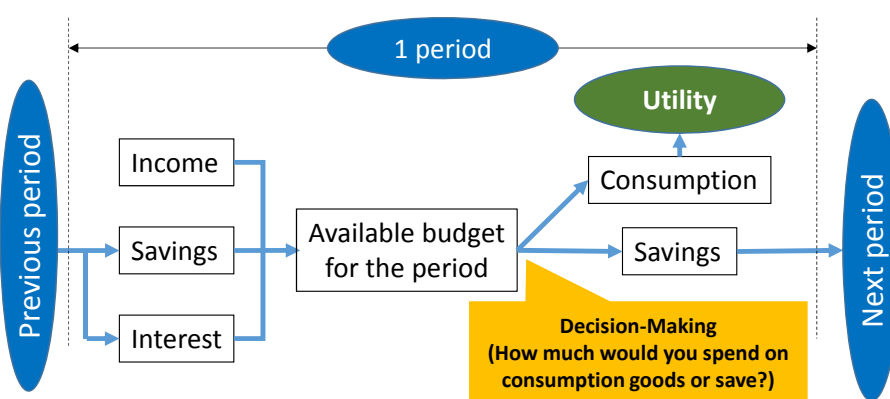 1 period
Previous period
Income
Savings
Interest
Available budget
for the period
Utility
Consumption
Savings
Decision-Making
(How much would you spend on
consumption goods or save?)
Next period